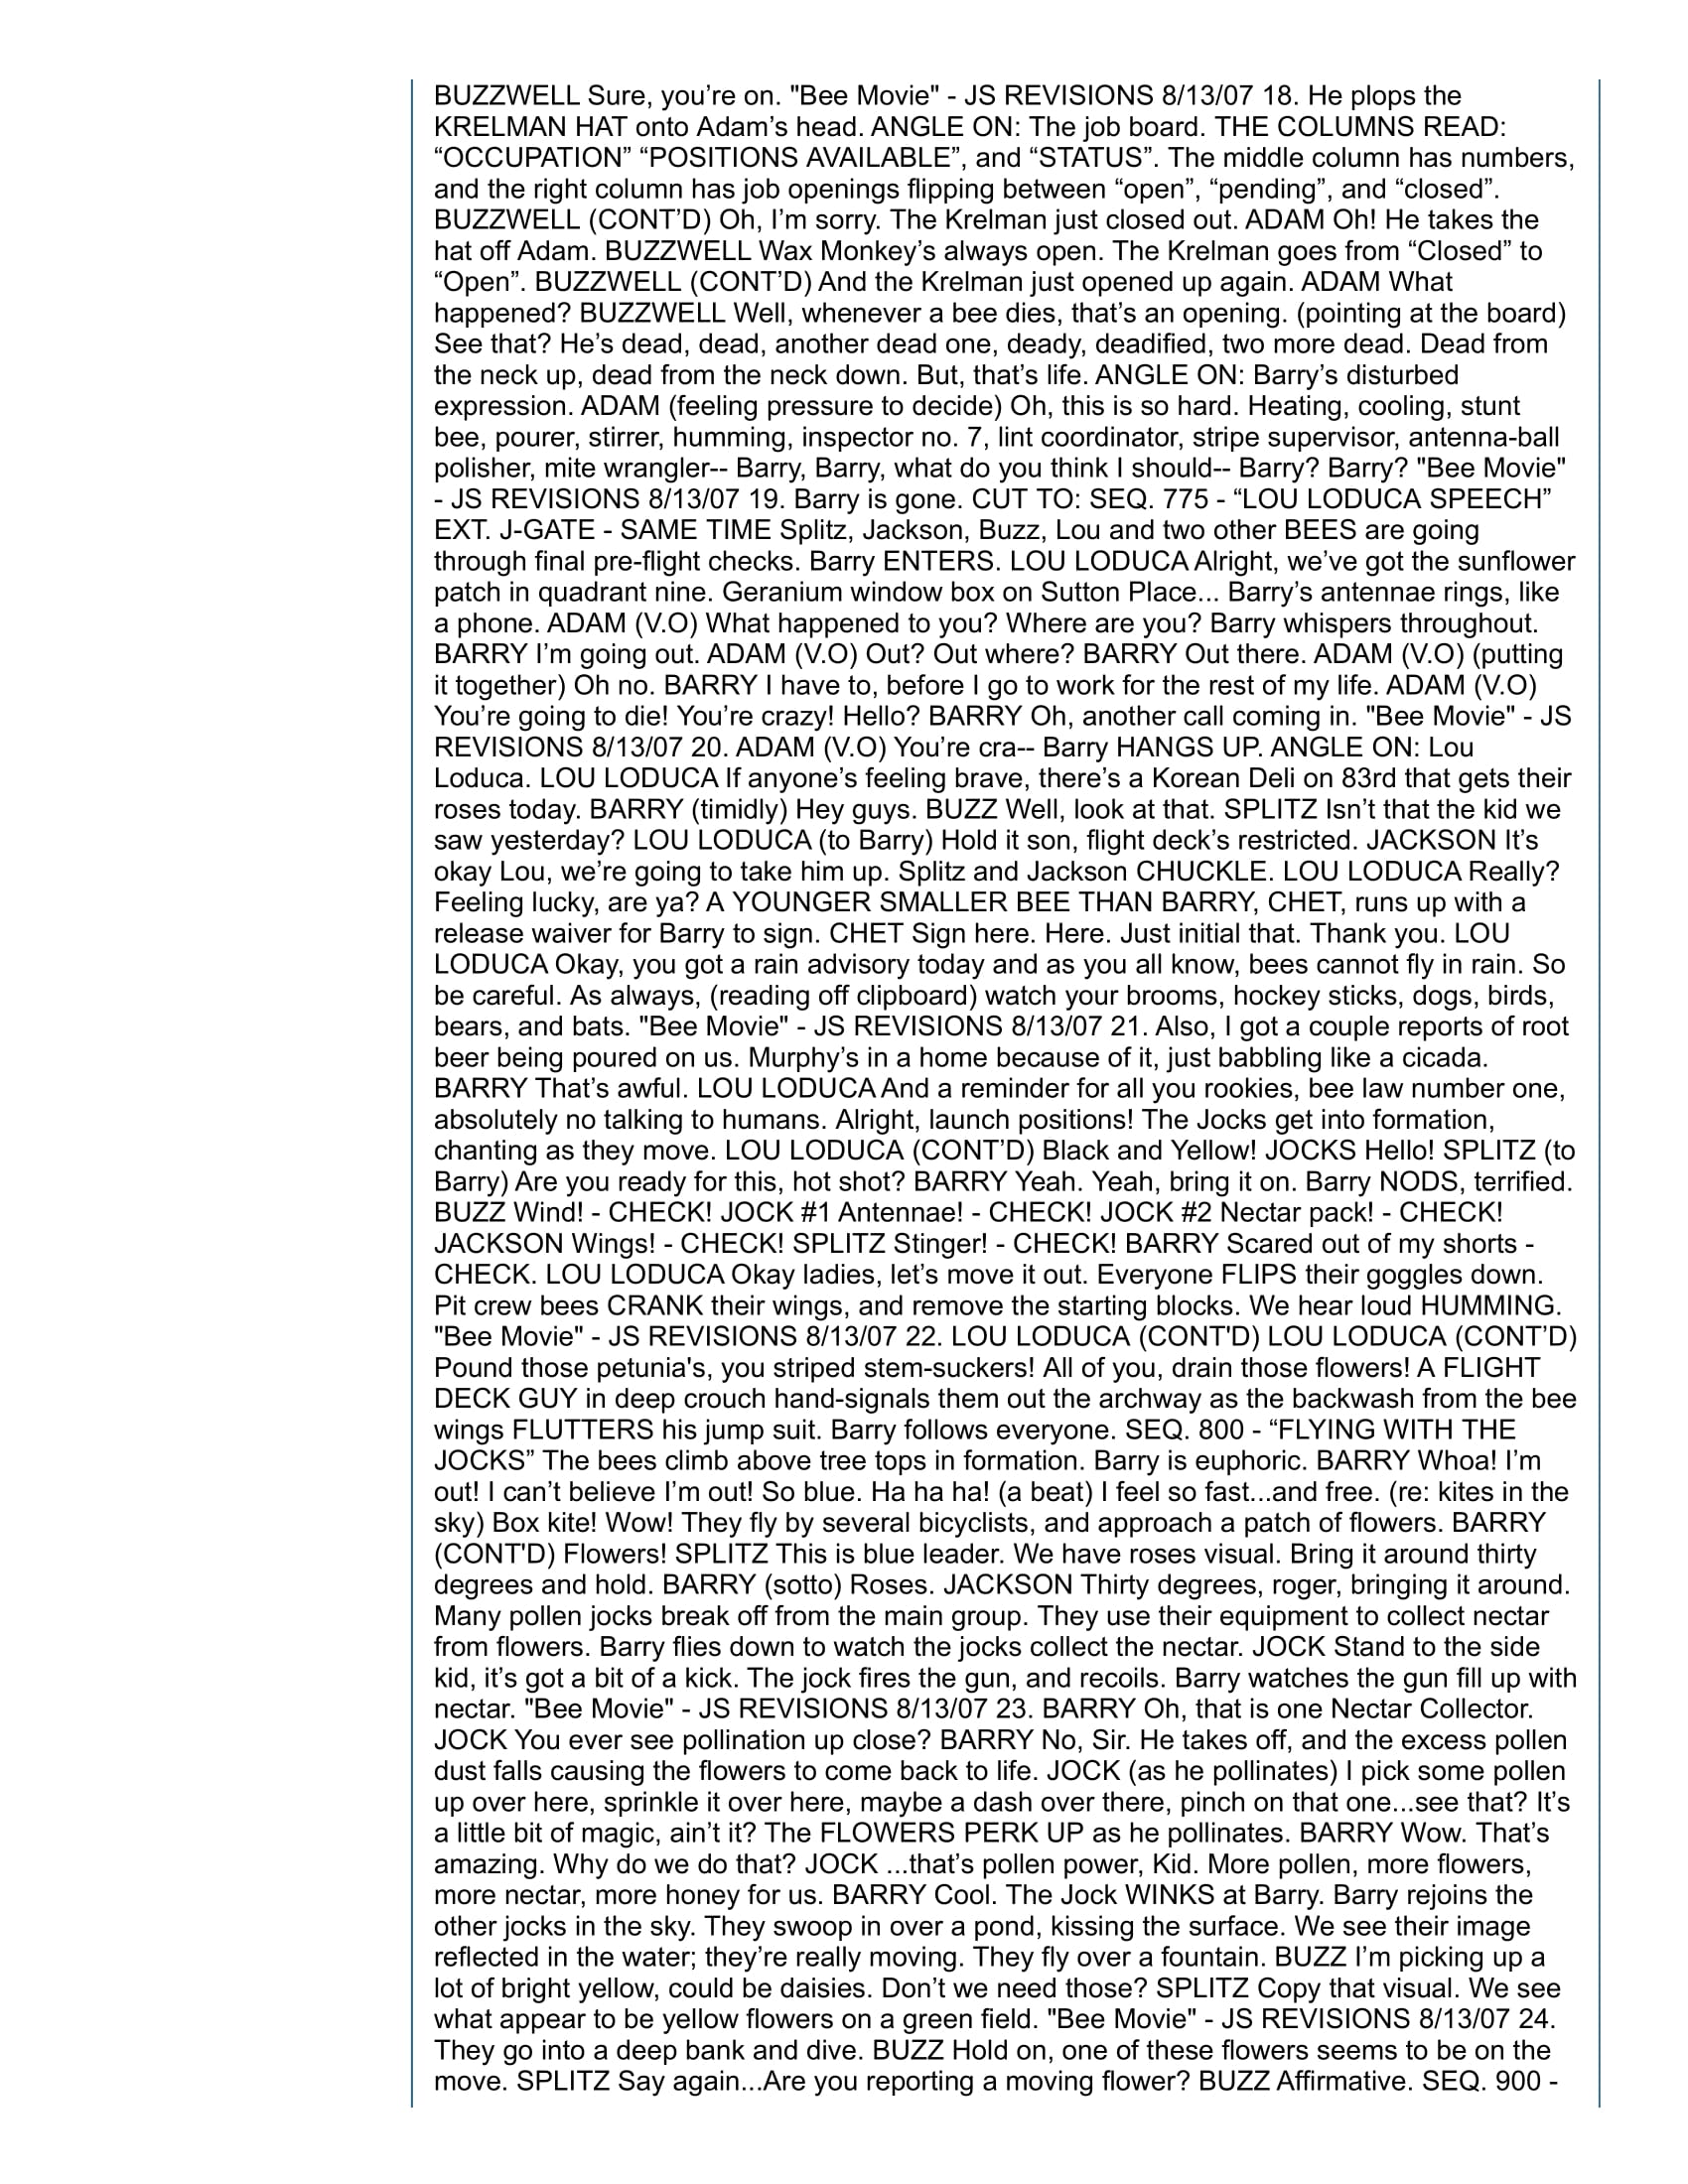 BUZZWELL Sure, you’re on. "Bee Movie" - JS REVISIONS 8/13/07 18. He plops the
KRELMAN HAT onto Adam’s head. ANGLE ON: The job board. THE COLUMNS READ:
“OCCUPATION” “POSITIONS AVAILABLE”, and “STATUS”. The middle column has numbers,
and the right column has job openings flipping between “open”, “pending”, and “closed”.
BUZZWELL (CONT’D) Oh, I’m sorry. The Krelman just closed out. ADAM Oh! He takes the
hat off Adam. BUZZWELL Wax Monkey’s always open. The Krelman goes from “Closed” to
“Open”. BUZZWELL (CONT’D) And the Krelman just opened up again. ADAM What
happened? BUZZWELL Well, whenever a bee dies, that’s an opening. (pointing at the board)
See that? He’s dead, dead, another dead one, deady, deadified, two more dead. Dead from
the neck up, dead from the neck down. But, that’s life. ANGLE ON: Barry’s disturbed
expression. ADAM (feeling pressure to decide) Oh, this is so hard. Heating, cooling, stunt
bee, pourer, stirrer, humming, inspector no. 7, lint coordinator, stripe supervisor, antenna-ball
polisher, mite wrangler-- Barry, Barry, what do you think I should-- Barry? Barry? "Bee Movie"
- JS REVISIONS 8/13/07 19. Barry is gone. CUT TO: SEQ. 775 - “LOU LODUCA SPEECH”
EXT. J-GATE - SAME TIME Splitz, Jackson, Buzz, Lou and two other BEES are going
through final pre-flight checks. Barry ENTERS. LOU LODUCA Alright, we’ve got the sunflower
patch in quadrant nine. Geranium window box on Sutton Place... Barry’s antennae rings, like
a phone. ADAM (V.O) What happened to you? Where are you? Barry whispers throughout.
BARRY I’m going out. ADAM (V.O) Out? Out where? BARRY Out there. ADAM (V.O) (putting
it together) Oh no. BARRY I have to, before I go to work for the rest of my life. ADAM (V.O)
You’re going to die! You’re crazy! Hello? BARRY Oh, another call coming in. "Bee Movie" - JS
REVISIONS 8/13/07 20. ADAM (V.O) You’re cra-- Barry HANGS UP. ANGLE ON: Lou
Loduca. LOU LODUCA If anyone’s feeling brave, there’s a Korean Deli on 83rd that gets their
roses today. BARRY (timidly) Hey guys. BUZZ Well, look at that. SPLITZ Isn’t that the kid we
saw yesterday? LOU LODUCA (to Barry) Hold it son, flight deck’s restricted. JACKSON It’s
okay Lou, we’re going to take him up. Splitz and Jackson CHUCKLE. LOU LODUCA Really?
Feeling lucky, are ya? A YOUNGER SMALLER BEE THAN BARRY, CHET, runs up with a
release waiver for Barry to sign. CHET Sign here. Here. Just initial that. Thank you. LOU
LODUCA Okay, you got a rain advisory today and as you all know, bees cannot fly in rain. So
be careful. As always, (reading off clipboard) watch your brooms, hockey sticks, dogs, birds,
bears, and bats. "Bee Movie" - JS REVISIONS 8/13/07 21. Also, I got a couple reports of root
beer being poured on us. Murphy’s in a home because of it, just babbling like a cicada.
BARRY That’s awful. LOU LODUCA And a reminder for all you rookies, bee law number one,
absolutely no talking to humans. Alright, launch positions! The Jocks get into formation,
chanting as they move. LOU LODUCA (CONT’D) Black and Yellow! JOCKS Hello! SPLITZ (to
Barry) Are you ready for this, hot shot? BARRY Yeah. Yeah, bring it on. Barry NODS, terrified.
BUZZ Wind! - CHECK! JOCK #1 Antennae! - CHECK! JOCK #2 Nectar pack! - CHECK!
JACKSON Wings! - CHECK! SPLITZ Stinger! - CHECK! BARRY Scared out of my shorts -
CHECK. LOU LODUCA Okay ladies, let’s move it out. Everyone FLIPS their goggles down.
Pit crew bees CRANK their wings, and remove the starting blocks. We hear loud HUMMING.
"Bee Movie" - JS REVISIONS 8/13/07 22. LOU LODUCA (CONT'D) LOU LODUCA (CONT’D)
Pound those petunia's, you striped stem-suckers! All of you, drain those flowers! A FLIGHT
DECK GUY in deep crouch hand-signals them out the archway as the backwash from the bee
wings FLUTTERS his jump suit. Barry follows everyone. SEQ. 800 - “FLYING WITH THE
JOCKS” The bees climb above tree tops in formation. Barry is euphoric. BARRY Whoa! I’m
out! I can’t believe I’m out! So blue. Ha ha ha! (a beat) I feel so fast...and free. (re: kites in the
sky) Box kite! Wow! They fly by several bicyclists, and approach a patch of flowers. BARRY
(CONT'D) Flowers! SPLITZ This is blue leader. We have roses visual. Bring it around thirty
degrees and hold. BARRY (sotto) Roses. JACKSON Thirty degrees, roger, bringing it around.
Many pollen jocks break off from the main group. They use their equipment to collect nectar
from flowers. Barry flies down to watch the jocks collect the nectar. JOCK Stand to the side
kid, it’s got a bit of a kick. The jock fires the gun, and recoils. Barry watches the gun fill up with
nectar. "Bee Movie" - JS REVISIONS 8/13/07 23. BARRY Oh, that is one Nectar Collector.
JOCK You ever see pollination up close? BARRY No, Sir. He takes off, and the excess pollen
dust falls causing the flowers to come back to life. JOCK (as he pollinates) I pick some pollen
up over here, sprinkle it over here, maybe a dash over there, pinch on that one...see that? It’s
a little bit of magic, ain’t it? The FLOWERS PERK UP as he pollinates. BARRY Wow. That’s
amazing. Why do we do that? JOCK ...that’s pollen power, Kid. More pollen, more flowers,
more nectar, more honey for us. BARRY Cool. The Jock WINKS at Barry. Barry rejoins the
other jocks in the sky. They swoop in over a pond, kissing the surface. We see their image
reflected in the water; they’re really moving. They fly over a fountain. BUZZ I’m picking up a
lot of bright yellow, could be daisies. Don’t we need those? SPLITZ Copy that visual. We see
what appear to be yellow flowers on a green field. "Bee Movie" - JS REVISIONS 8/13/07 24.
They go into a deep bank and dive. BUZZ Hold on, one of these flowers seems to be on the
move. SPLITZ Say again...Are you reporting a moving flower? BUZZ Affirmative. SEQ. 900 -